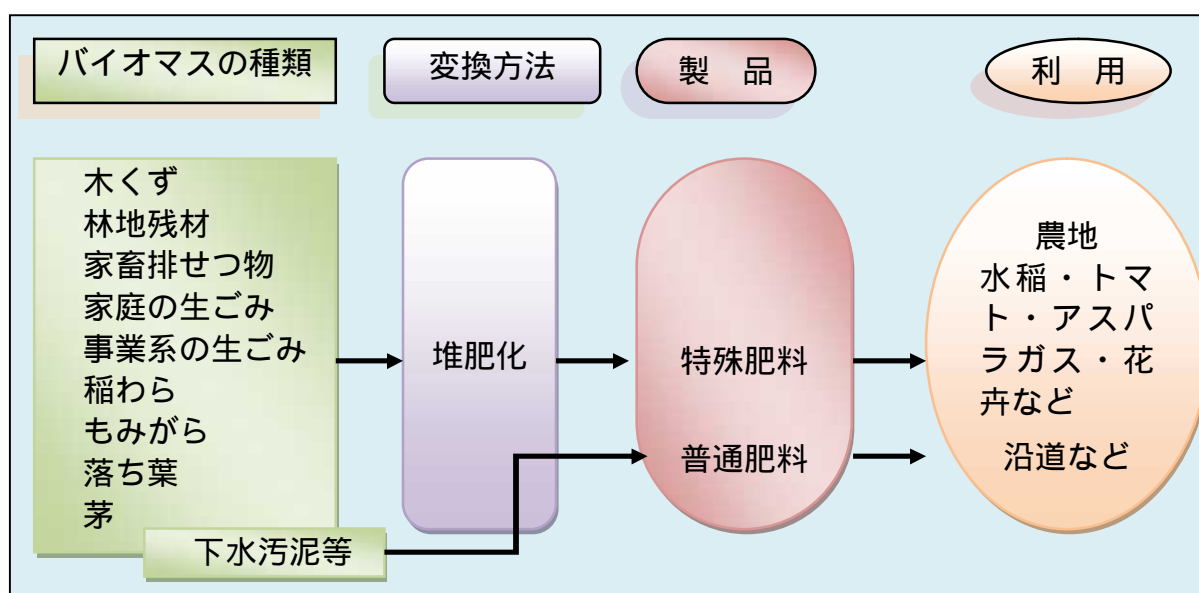 バイオマスの種類
変換方法
製 品
利 用
木くず
林地残材
家畜排せつ物
家庭の生ごみ
事業系の生ごみ
稲わら
もみがら
落ち葉
茅
下水汚泥等
堆肥化
特殊肥料
普通肥料
農地
水稲・トマ
ト・アスパ
ラガス・花
卉など
沿道など